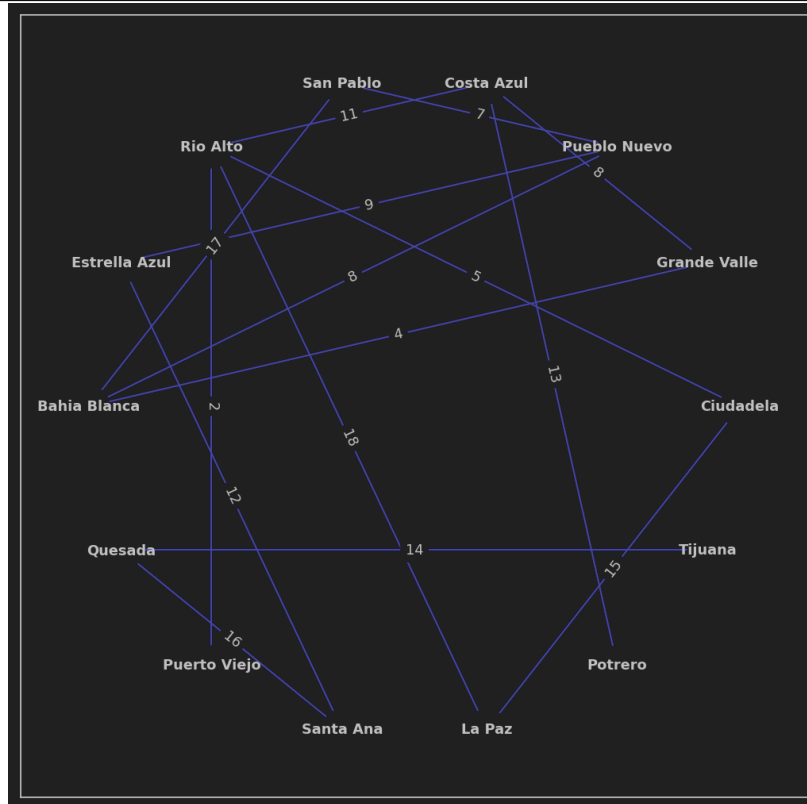 San Pablo
Costa Azul
11
7
Rio Alto
Pueblo Nuevo
8
9
17
Estrella Azul
Grande Valle
8
5
4
13
Bahia Blanca
2
Ciudadela
18
12
Quesada
14
Tijuana
15
16
Puerto Viejo
Potrero
Santa Ana
La Paz